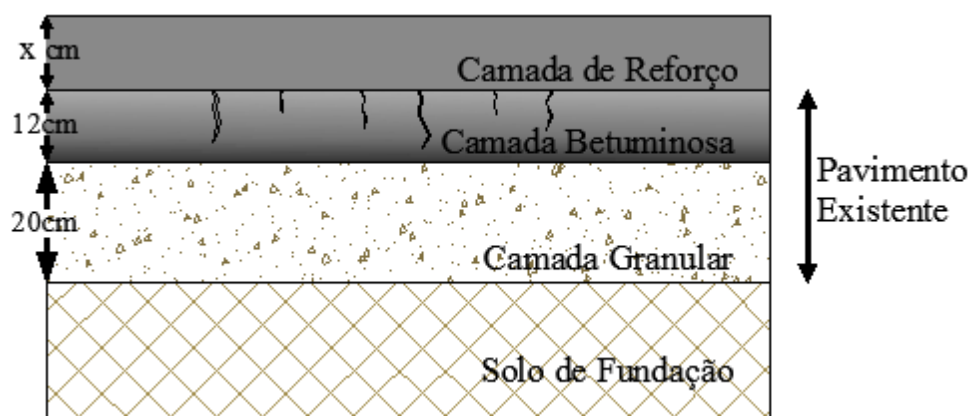 x cm
Camada de Reforço
12cm
Camada Betuminosa
Pavimento
Existente
20cm
Camada Granular
Solo de Fundação